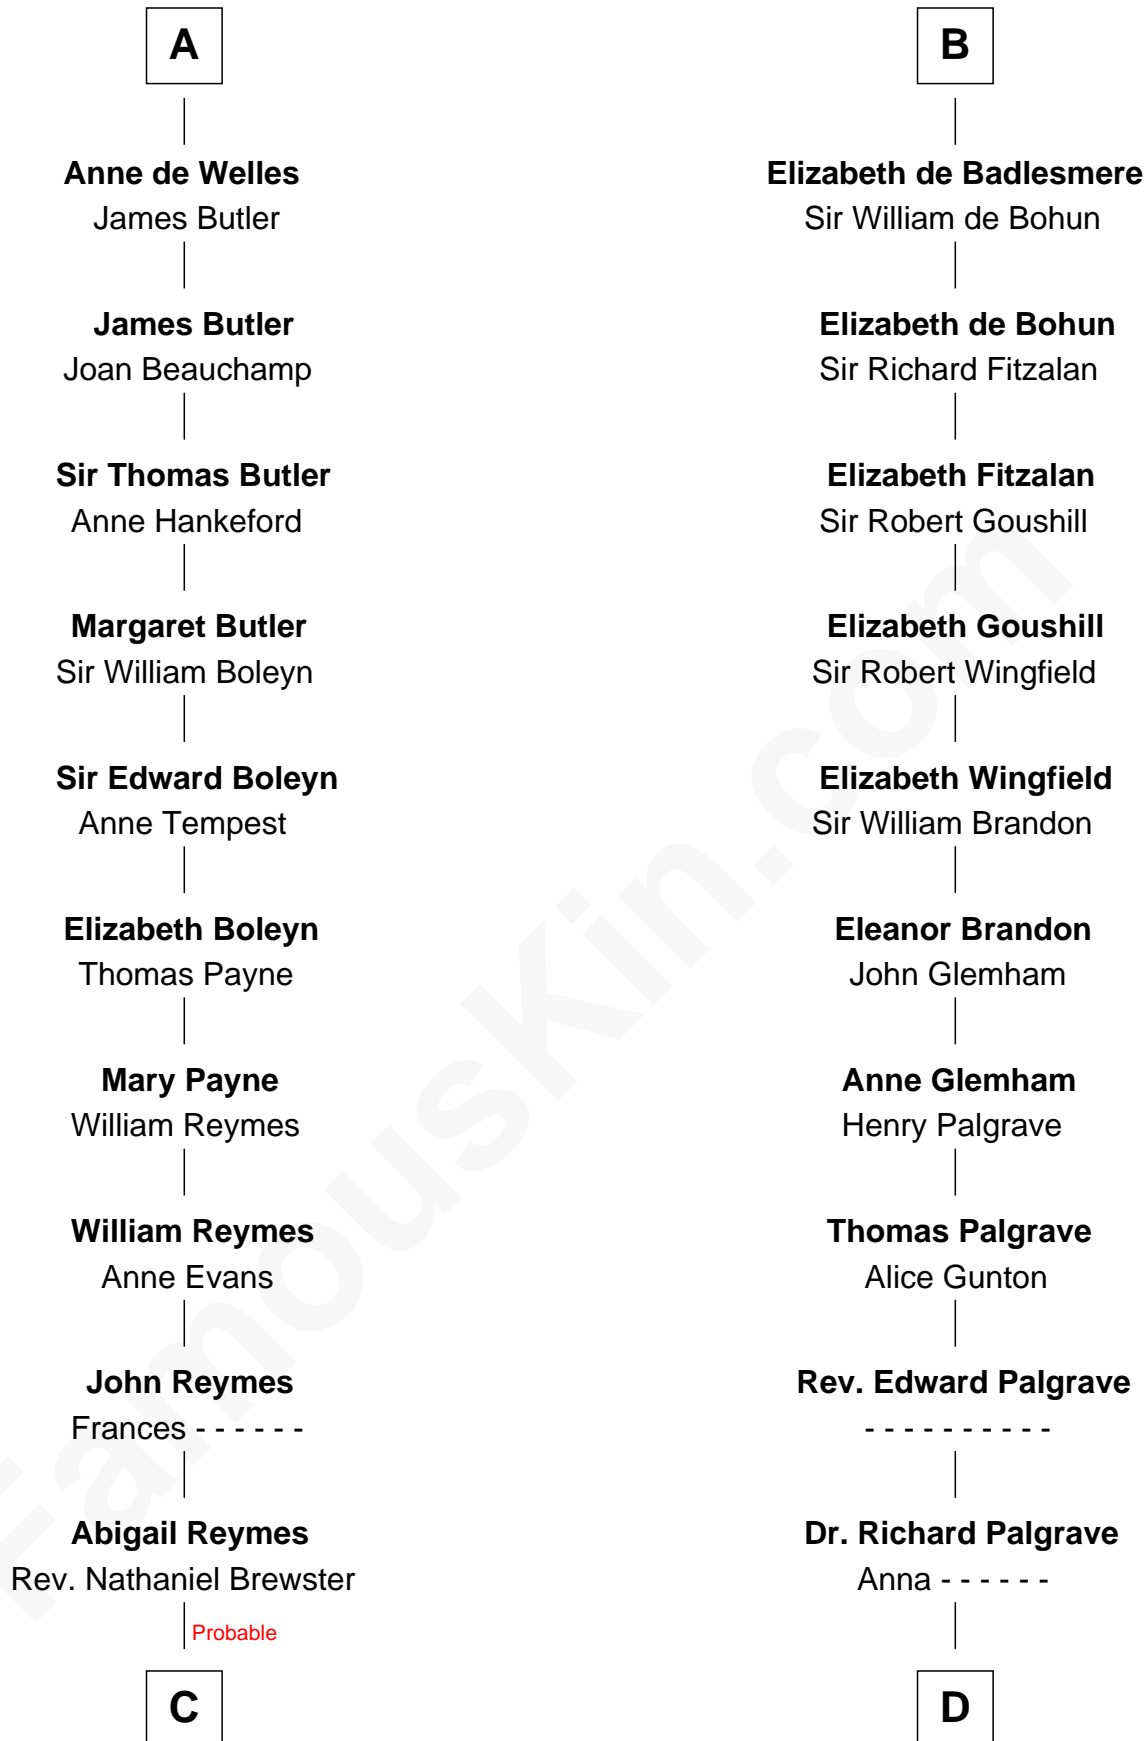 A
Anne de Welles
James Butler
James Butler
Joan Beauchamp
Sir Thomas Butler
Anne Hankeford
Margaret Butler
Sir William Boleyn
Sir Edward Boleyn
Anne Tempest
Elizabeth Boleyn
Thomas Payne
Mary Payne
William Reymes
William Reymes
Anne Evans
John Reymes
Frances - - - - - -
Abigail Reymes
Rev. Nathaniel Brewster
Probable
C
B
Elizabeth de Badlesmere
Sir William de Bohun
Elizabeth de Bohun
Sir Richard Fitzalan
Elizabeth Fitzalan
Sir Robert Goushill
Elizabeth Goushill
Sir Robert Wingfield
Elizabeth Wingfield
Sir William Brandon
Eleanor Brandon
John Glemham
Anne Glemham
Henry Palgrave
Thomas Palgrave
Alice Gunton
Rev. Edward Palgrave
- - - - - - - - - -
Dr. Richard Palgrave
Anna - - - - - -
D
FamousKin.com